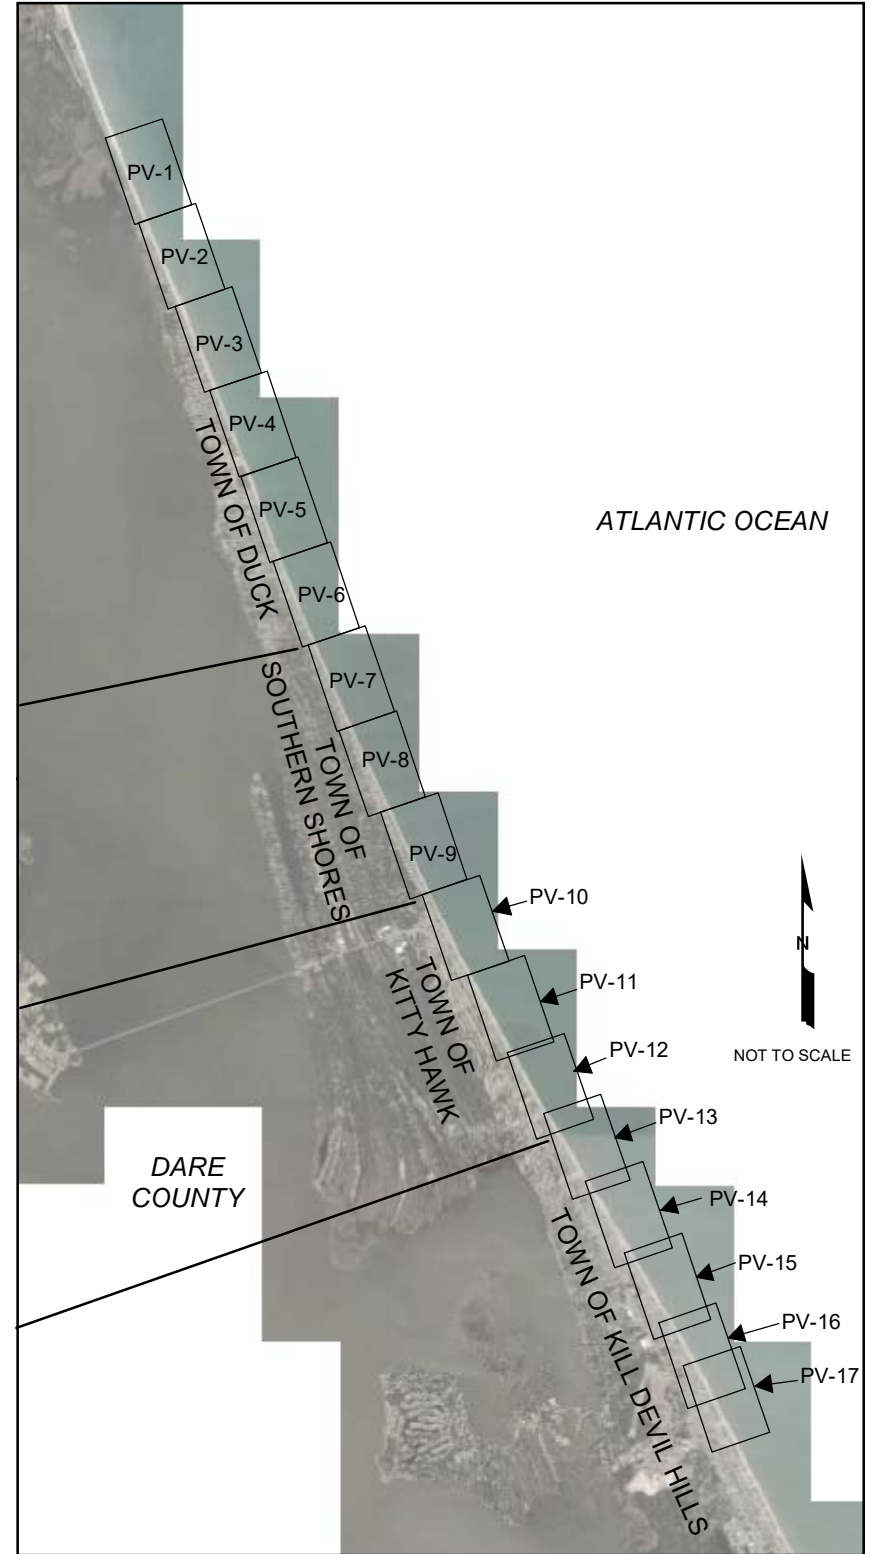 PV-1
PV-2
PV-3
PV-4
TOWN OF DUCK
PV-5
ATLANTIC OCEAN
PV-6
PV-7
TOWN OF
SOUTHERN SHORES
PV-8
PV-9
PV-10
TOWN OF
KITTY HAWK
PV-11
N
NOT TO SCALE
PV-12
PV-13
DARE
COUNTY
PV-14
TOWN OF KILL DEVIL HILLS
PV-15
PV-16
PV-17